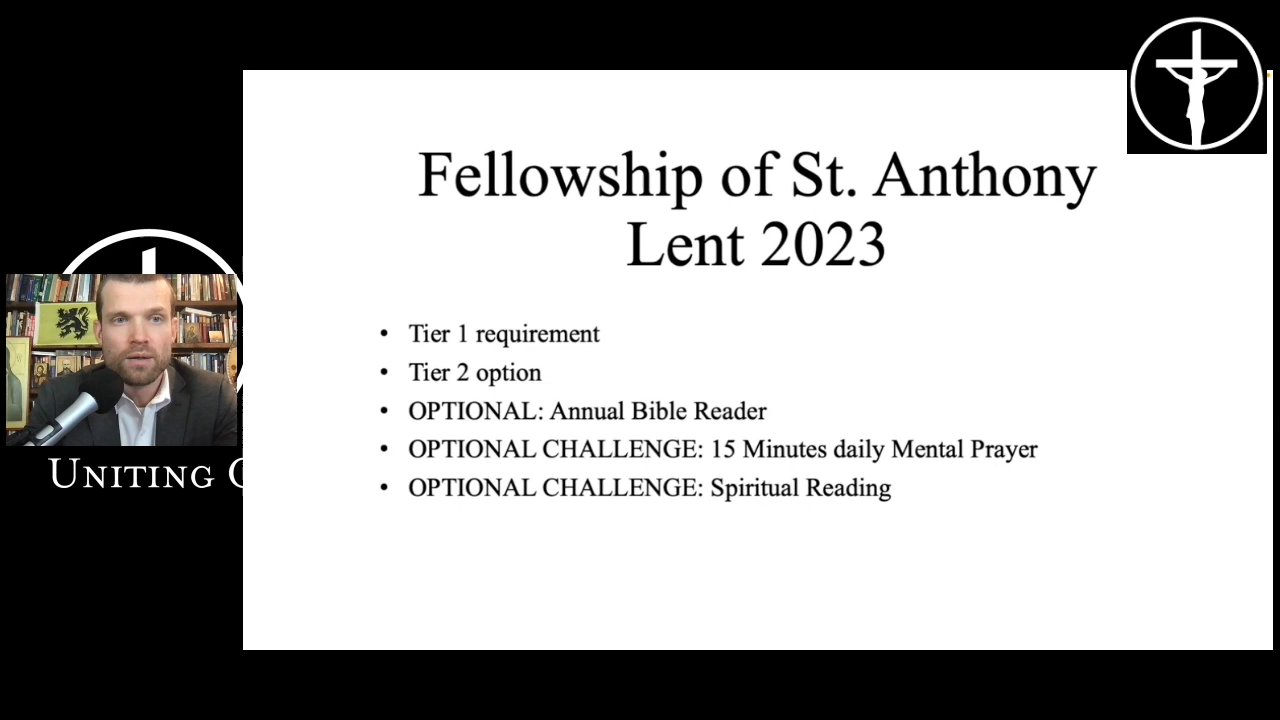 Fellowship of St. Anthony
Lent 2023
• Tier 1 requirement
• Tier 2 option
• OPTIONAL: Annual Bible Reader
• OPTIONAL CHALLENGE: 15 Minutes daily Mental Prayer
• OPTIONAL CHALLENGE: Spiritual Reading
UNITING